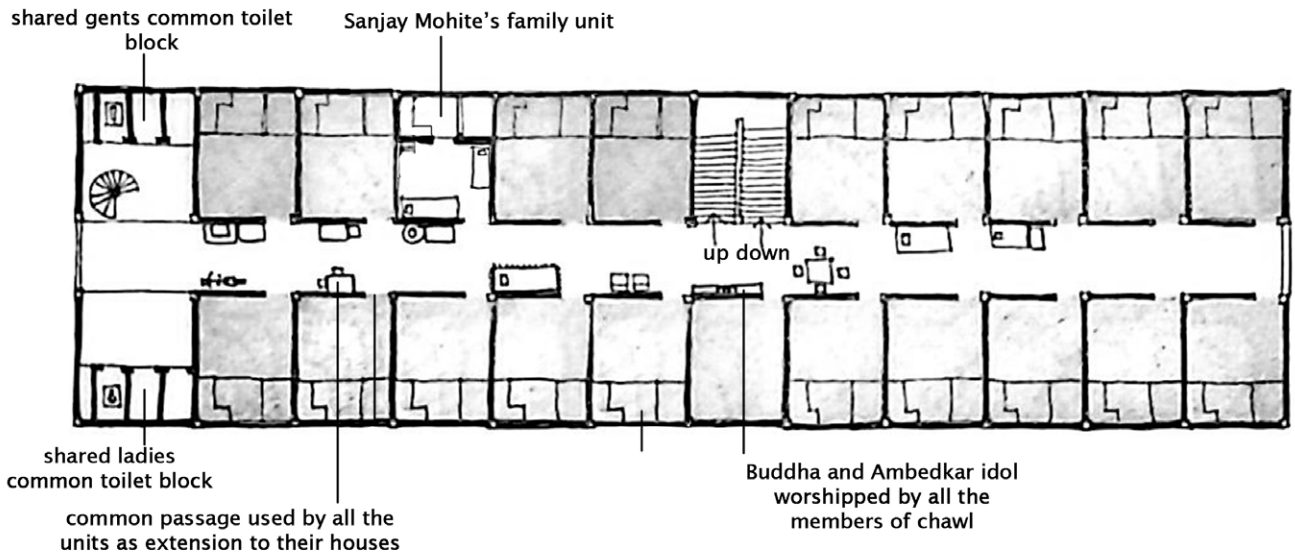 shared gents common toilet
block
Sanjay Mohite's family unit
up down
shared ladies
common toilet block
common passage used by all the
units as extension to their houses
Buddha and Ambedkar idol
worshipped by all the
members of chawl